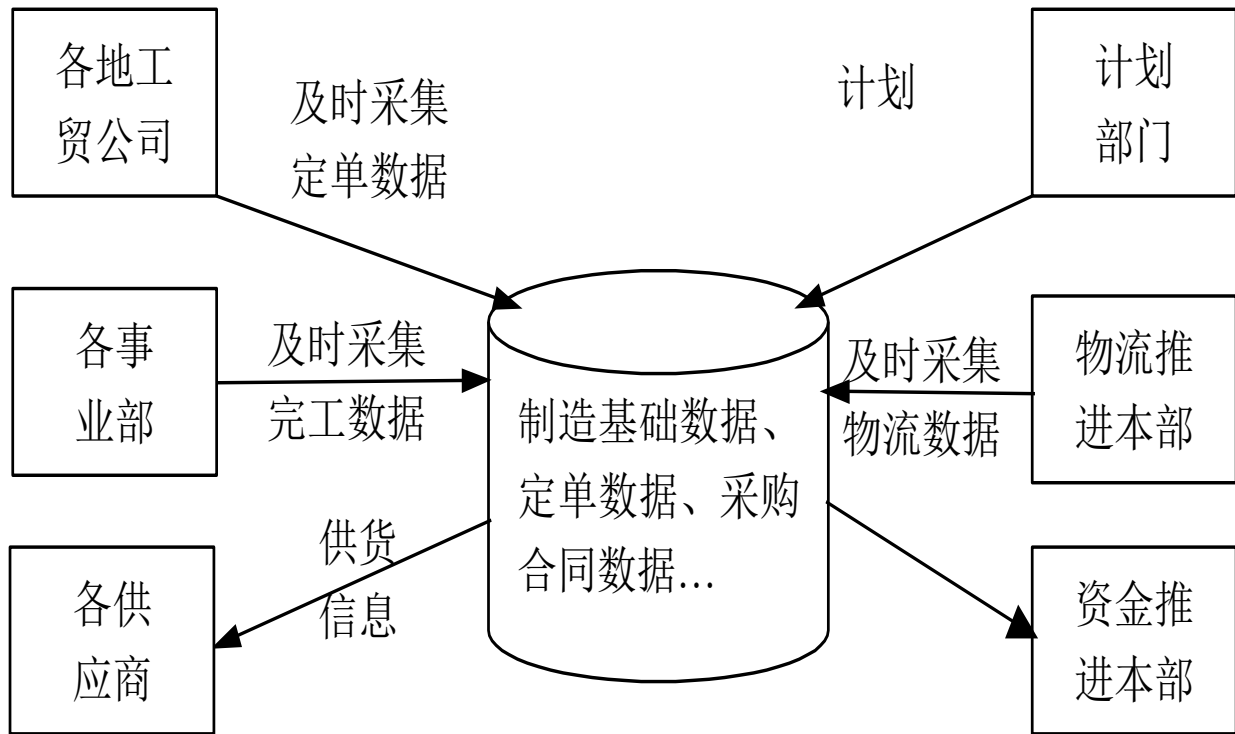 各地工
贸公司
及时采集
定单数据
计划
计划
部门
各事
业部
及时采集
完工数据
制造基础数据、
定单数据、采购
合同数据...
及时采集
物流数据
物流推
进本部
各供
应商
供货
信息
资金推
进本部